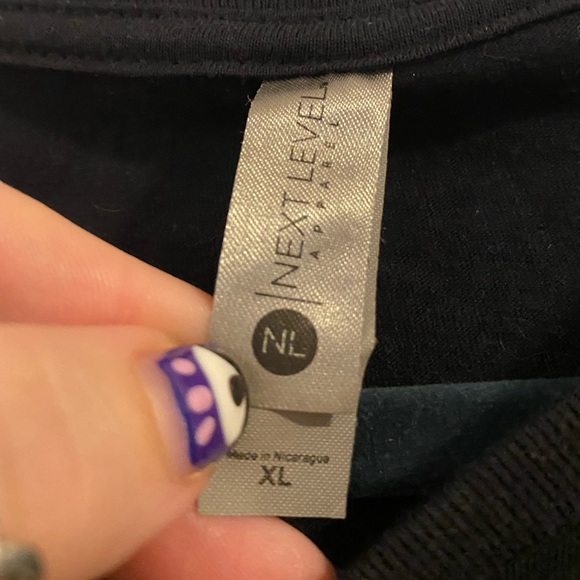 NEXT LEVEL
APPAREL
NL
Made in Nicaragua
XL